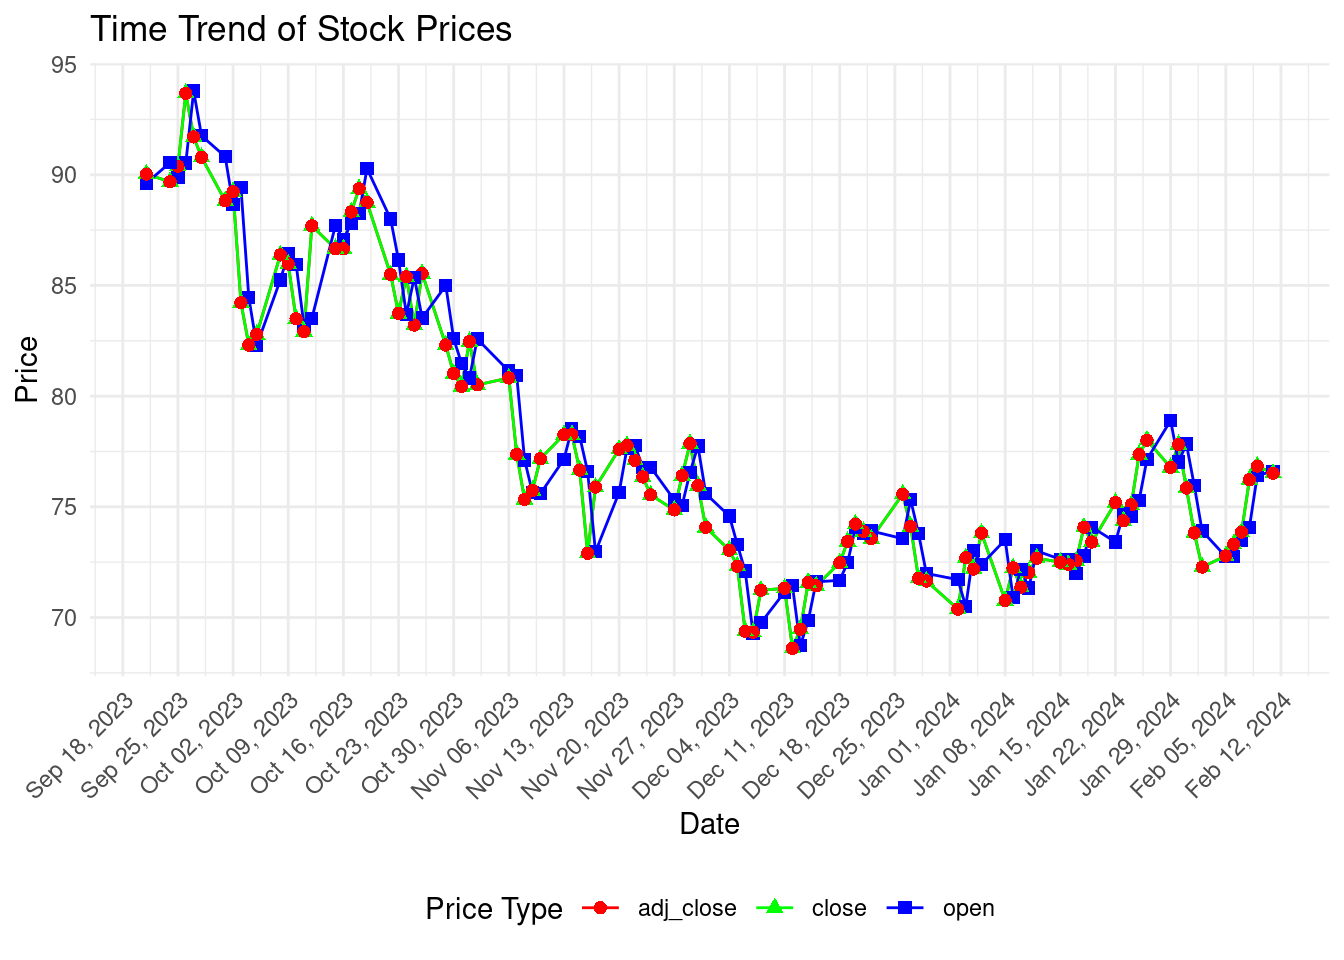 Time Trend of Stock Prices
95
90
85
80
75
70
Price
Sep 18, 2023
Sep 25, 2023
Oct 02, 2023
Oct 09, 2023
Oct 16, 2023
Oct 23, 2023
Oct 30, 2023
Nov 06, 2023
Nov 13, 2023
Nov 20, 2023
Nov 27, 2023
Dec 04, 2023
Dec 11, 2023
Dec 18, 2023
Dec 25, 2023
Jan 01, 2024
Jan 08, 2024
Jan 15, 2024
Jan 22, 2024
Jan 29, 2024
Feb 05, 2024
Feb 12, 2024
Date
Price Type adj_close close open